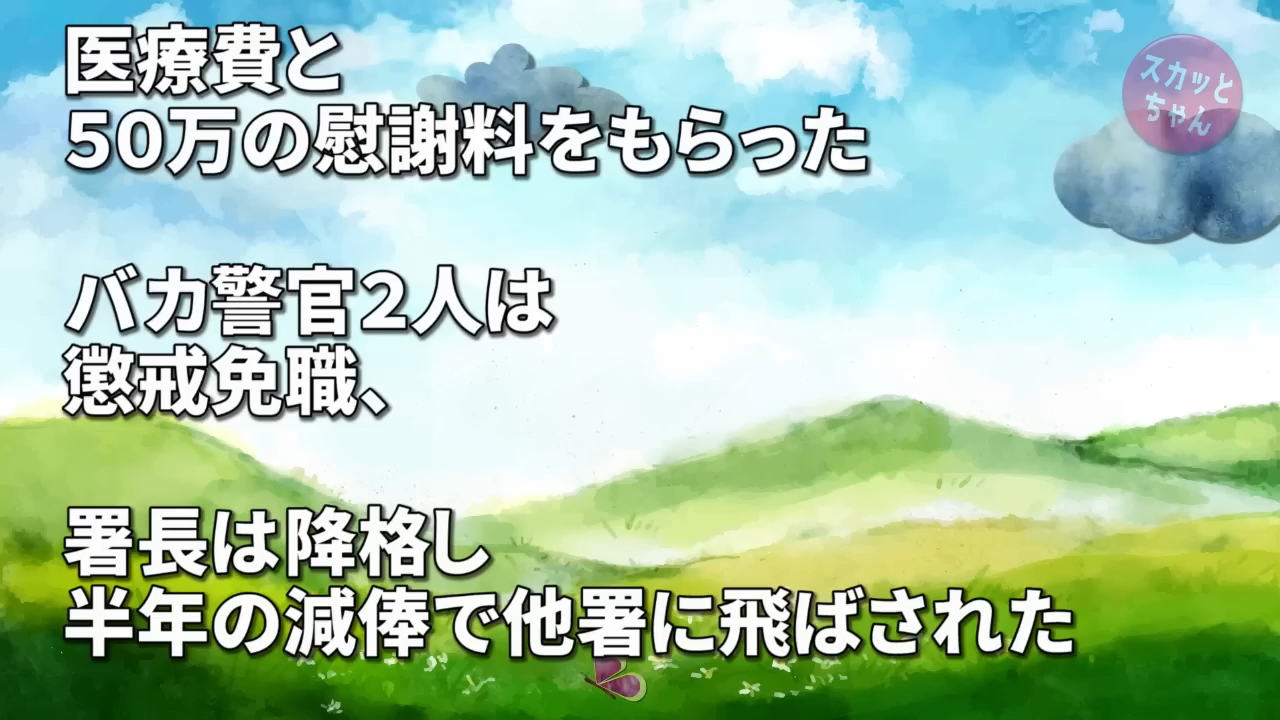 医療費と
５０万の慰謝料をもらった
バカ警官２人は
懲戒免職、
署長は降格し
半年の減俸で他署に飛ばされた
スカッと
ちゃん